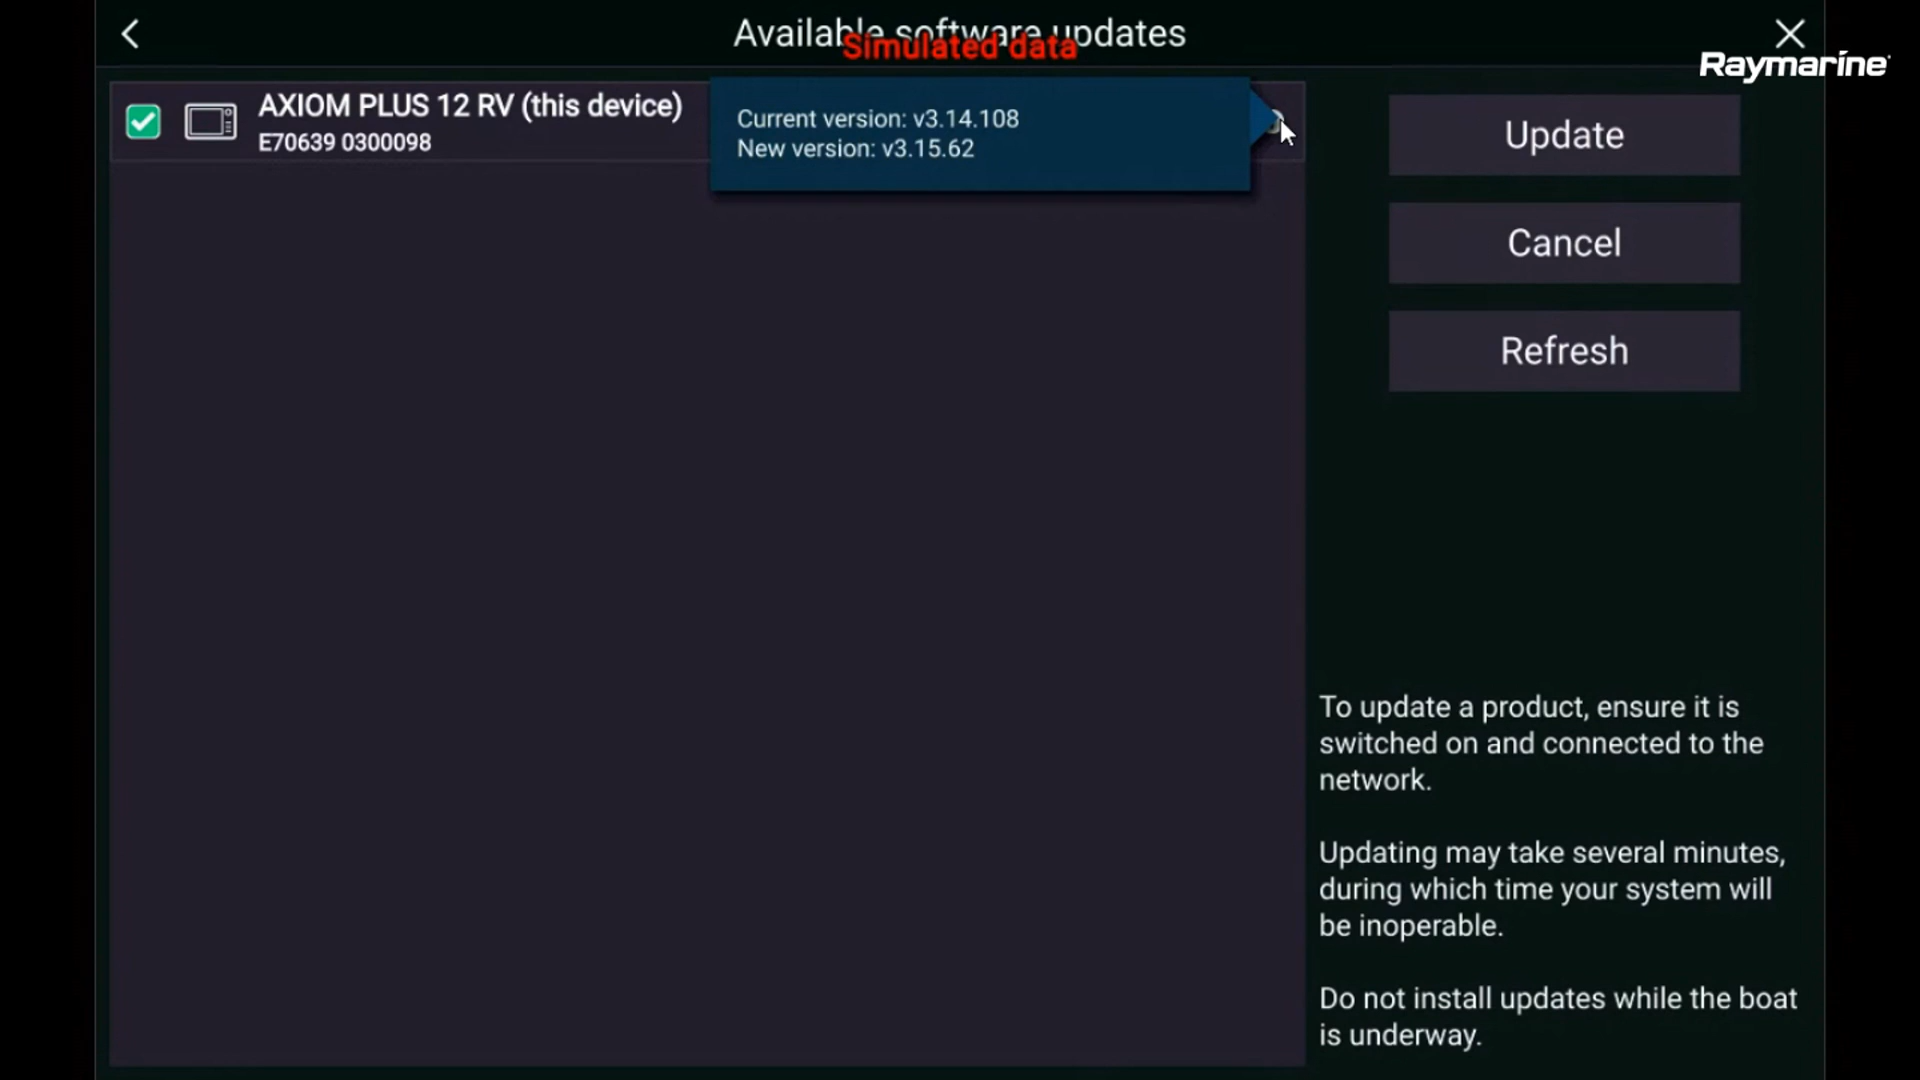 Available software updates
Simulated data
Raymarine
AXIOM PLUS 12 RV (this device)
E70639 0300098
Current version: v3.14.108
New version: v3.15.62
Update
Cancel
Refresh
To update a product, ensure it is
switched on and connected to the
network.
Updating may take several minutes,
during which time your system will
be inoperable.
Do not install updates while the boat
is underway.